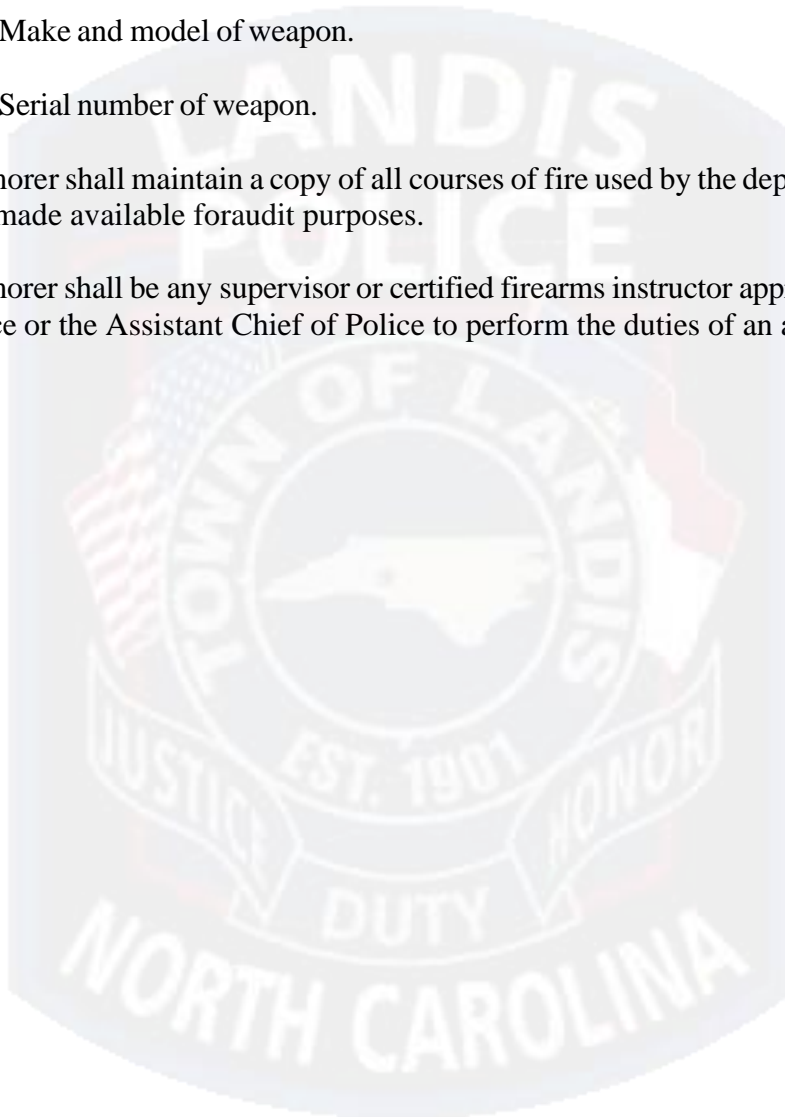 Make and model of weapon.
Serial number of weapon.
norer shall maintain a copy of all courses of fire used by the dep
made available foraudit purposes.
norer shall be any supervisor or certified firearms instructor app
ce or the Assistant Chief of Police to perform the duties of an a
LANDIS
POLICE
TOWN OF LANDIS
EST. 1901
JUSTICE
DUTY
HONOR
NORTH CAROLINA